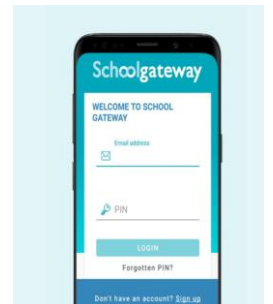 Schoolgateway
WELCOME TO SCHOOL
GATEWAY
Email address
PIN
LOGIN
Forgotten PIN?
Don't have an account? Sign up